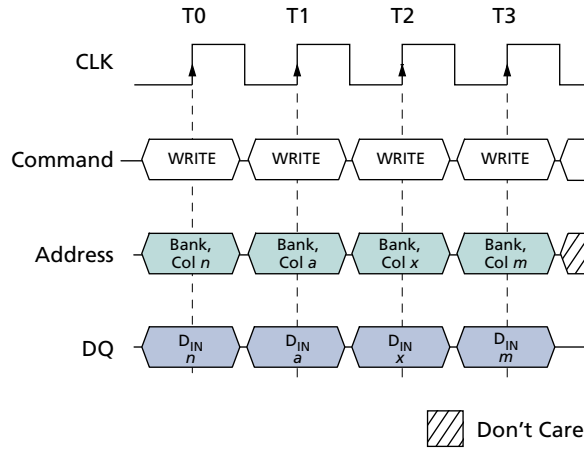 T0 T1 T2 T3
CLK
Command WRITE WRITE WRITE WRITE
Address Bank, Col n Bank, Col a Bank, Col x Bank, Col m
DQ DIN n DIN a DIN x DIN m
Don't Care